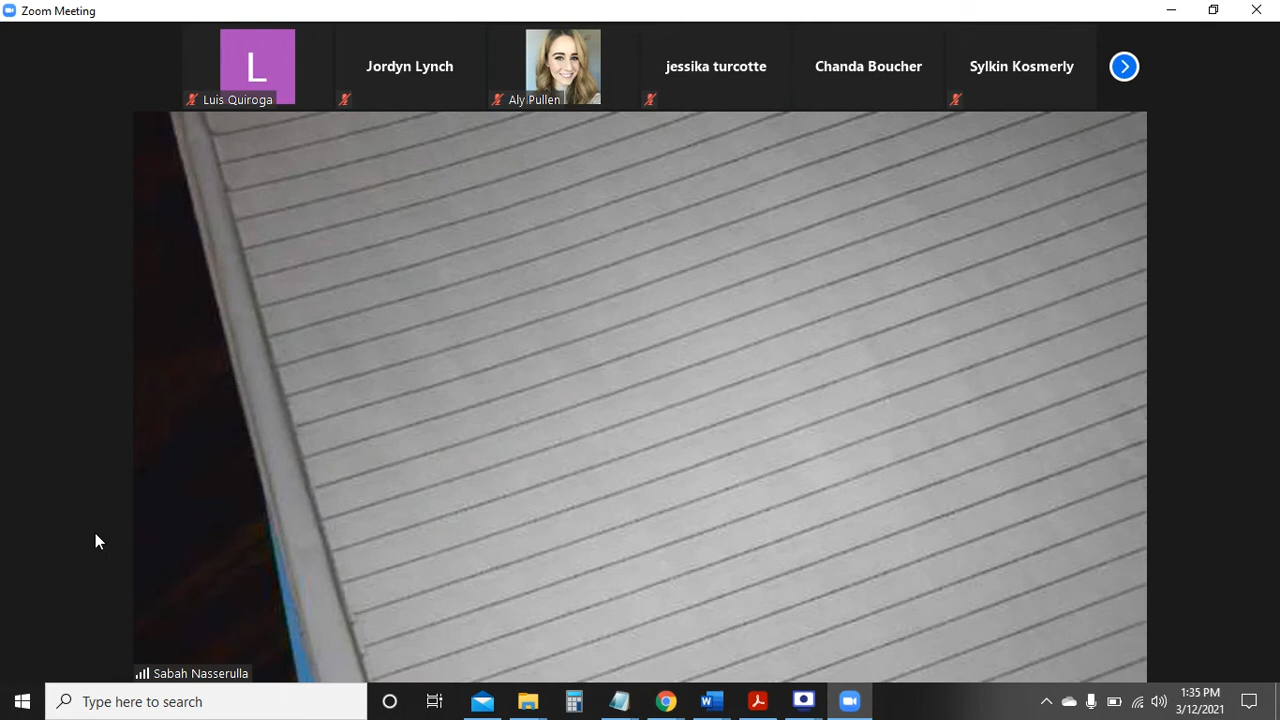 Zoom Meeting
L
Luis Quiroga
Jordyn Lynch
Aly Pullen
jessika turcotte
Chanda Boucher
Sylkin Kosmerly
Sabah Nasserulla
Type here to search
1:35 PM
3/12/2021